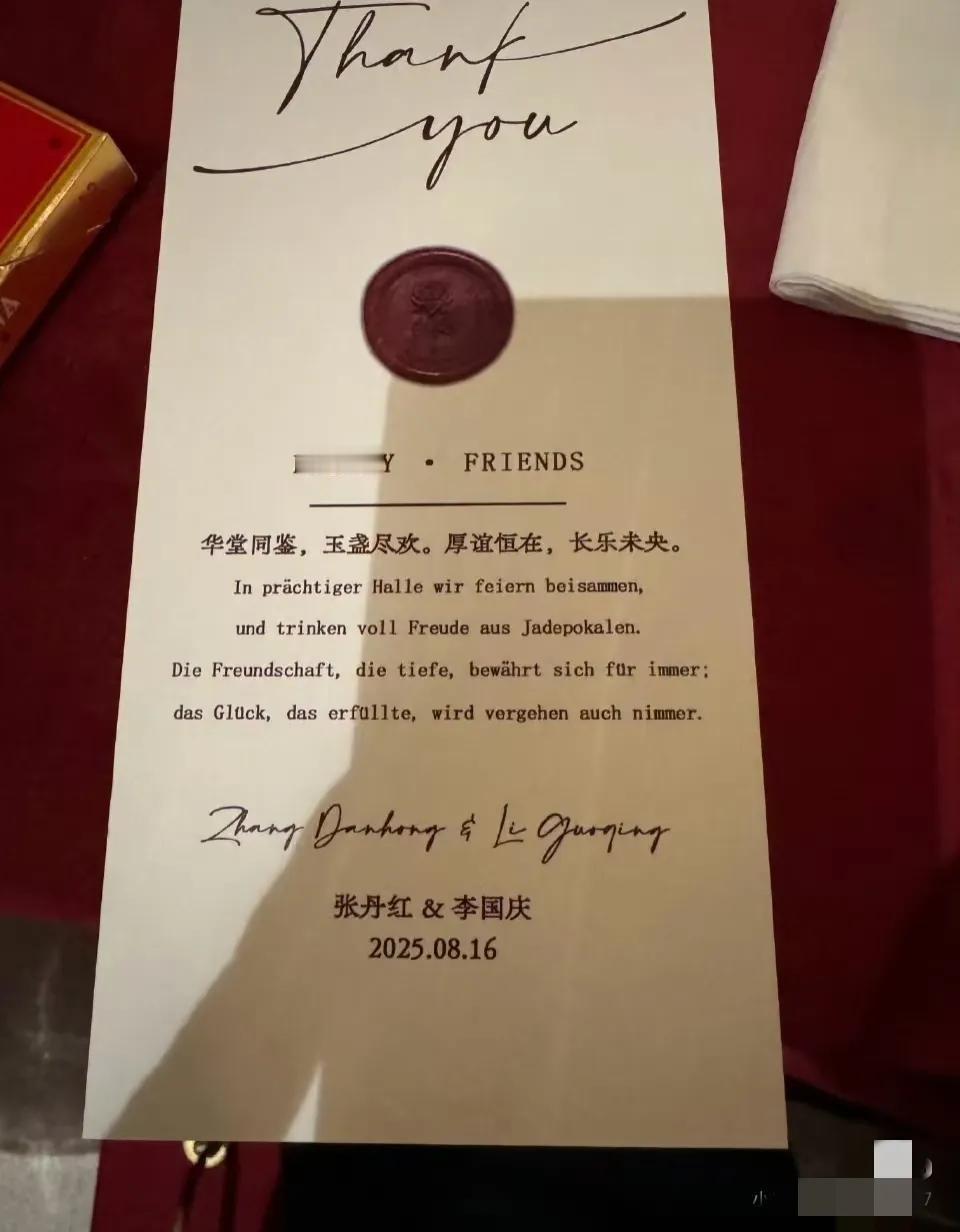 Thank
you
Y · FRIENDS
华堂同鉴，玉盏尽欢。厚谊恒在，长乐未央。
In prächtiger Halle wir feiern beisammen,
und trinken voll Freude aus Jadepokalen.
Die Freundschaft, die tiefe, bewährt sich für immer;
das Glück, das erfüllte, wird vergehen auch nimmer.
Zhang Danhong & Li Guoqing
张丹红 & 李国庆
2025.08.16
小